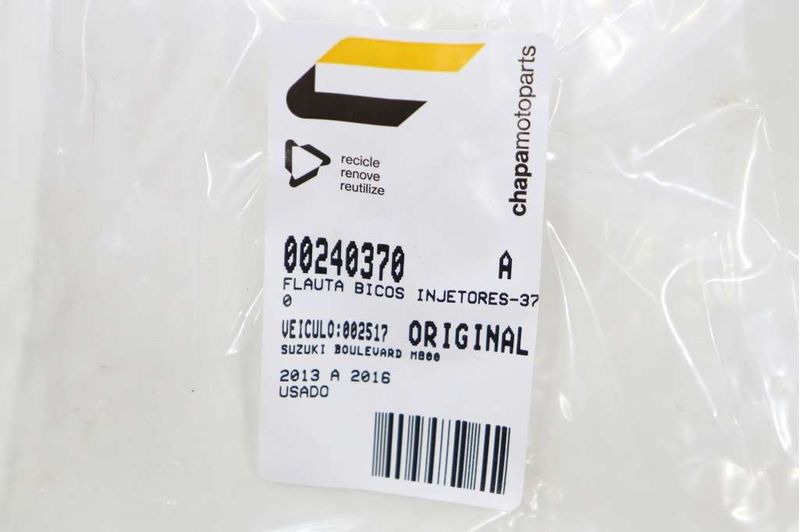 chapamotoparts
recicle
renove
reutilize
00240370 A
FLAUTA BICOS INJETORES-37
0
VEICULO:002517 ORIGINAL
SUZUKI BOULEVARD M800
2013 A 2016
USADO